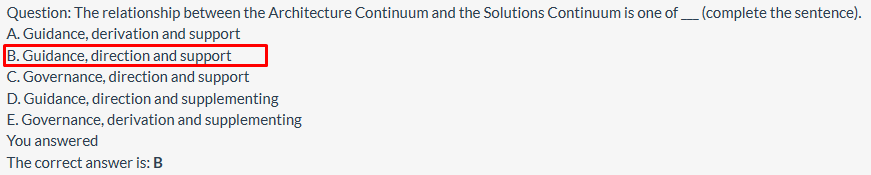 Question: The relationship between the Architecture Continuum and the Solutions Continuum is one of ___ (complete the sentence).
A. Guidance, derivation and support
B. Guidance, direction and support
C. Governance, direction and support
D. Guidance, direction and supplementing
E. Governance, derivation and supplementing
You answered
The correct answer is: B